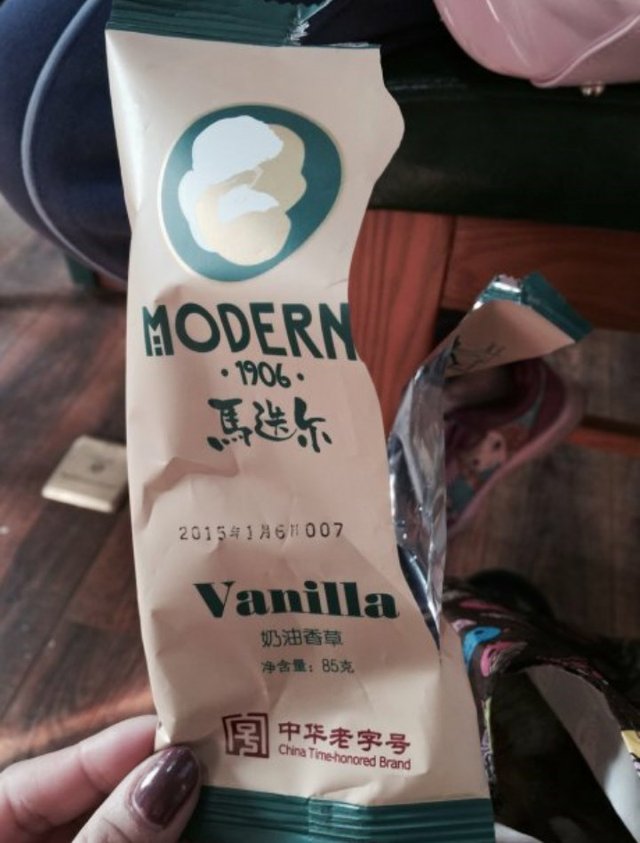 MODERN
·1906·
馬迭尔
2015年1月6日007
Vanilla
奶油香草
净含量：85克
中华老字号
China Time-honored Brand